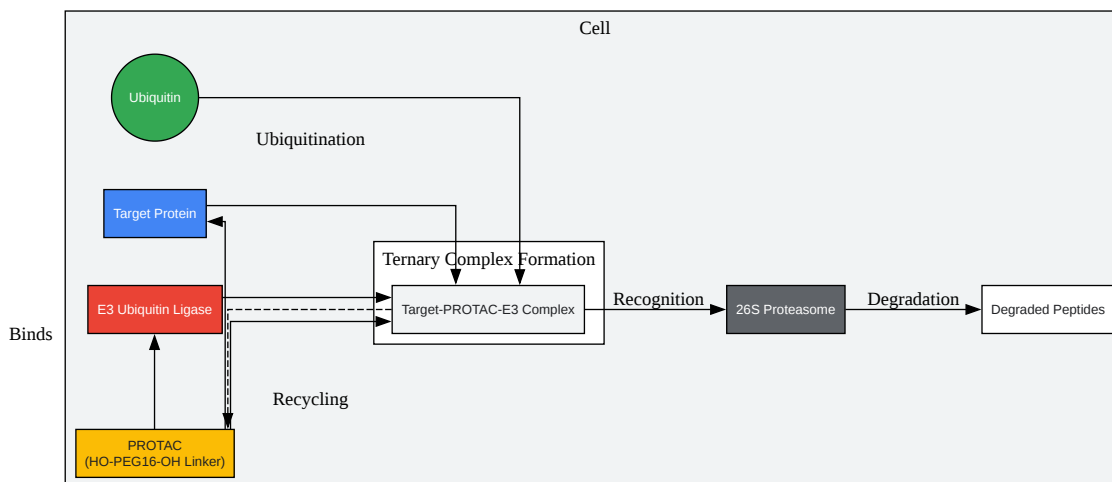 Cell
Ubiquitin
Ubiquitination
Target Protein
Ternary Complex Formation
E3 Ubiquitin Ligase
Target-PROTAC-E3 Complex
Recognition
26S Proteasome
Degradation
Degraded Peptides
Binds
Recycling
PROTAC
(HO-PEG16-OH Linker)